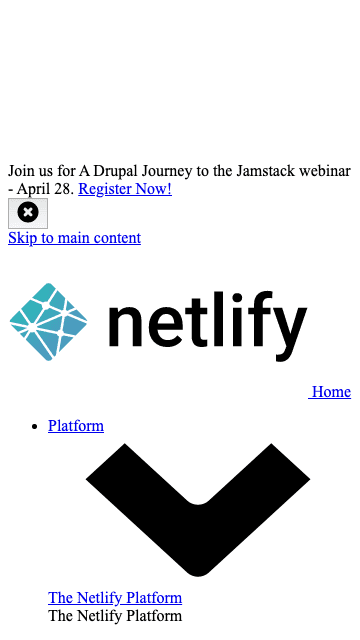 Join us for A Drupal Journey to the Jamstack webinar
- April 28. Register Now!
Skip to main content
netlify
Home
Platform
The Netlify Platform
The Netlify Platform